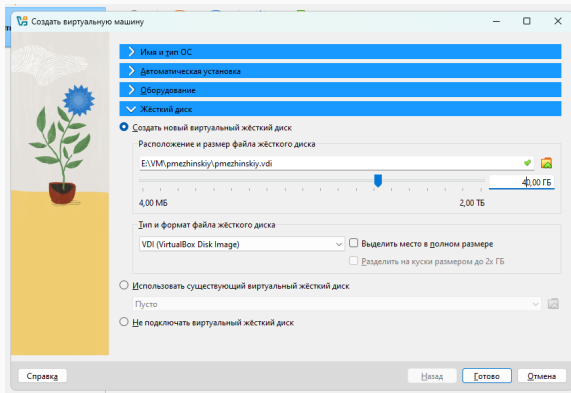 Создать виртуальную машину
Имя и тип ОС
Автоматическая установка
Оборудование
Жёсткий диск
Создать новый виртуальный жёсткий диск
Расположение и размер файла жёсткого диска
E:\VM\pmezhinskiy\pmezhinskiy.vdi
40,00 ГБ
4,00 МБ 2,00 ТБ
Тип и формат файла жёсткого диска
VDI (VirtualBox Disk Image) Выделить место в полном размере
Разделить на куски размером до 2х ГБ
Использовать существующий виртуальный жёсткий диск
Пусто
Не подключать виртуальный жёсткий диск
Справка Назад Готово Отмена